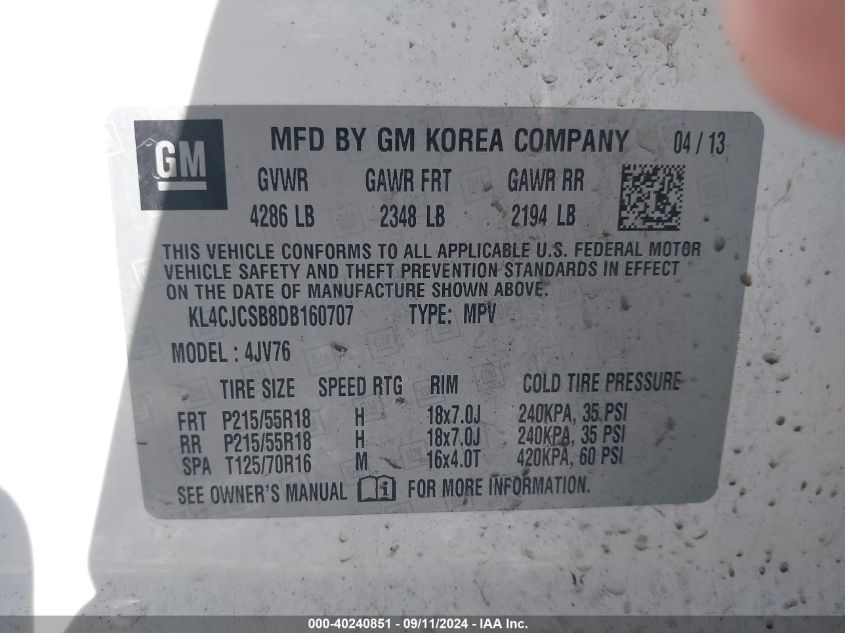 GM
MFD BY GM KOREA COMPANY 04 / 13
GVWR GAWR FRT GAWR RR
4286 LB 2348 LB 2194 LB
THIS VEHICLE CONFORMS TO ALL APPLICABLE U.S. FEDERAL MOTOR
VEHICLE SAFETY AND THEFT PREVENTION STANDARDS IN EFFECT
ON THE DATE OF MANUFACTURE SHOWN ABOVE.
KL4CJCSB8DB160707 TYPE: MPV
MODEL : 4JV76
TIRE SIZE SPEED RTG RIM COLD TIRE PRESSURE
FRT P215/55R18 H 18x7.0J 240KPA, 35 PSI
RR P215/55R18 H 18x7.0J 240KPA, 35 PSI
SPA T125/70R16 M 16x4.0T 420KPA, 60 PSI
SEE OWNER'S MANUAL FOR MORE INFORMATION.
000-40240851 - 09/11/2024 - IAA Inc.